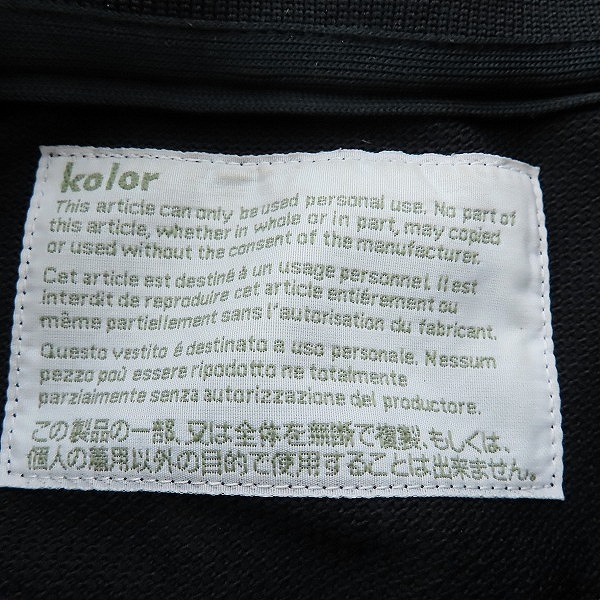 kolor
This article can only be used personal use. No part of
this article, whether in whole or in part, may copied
or used without the consent of the manufacturer.
Cet article est destiné à un usage personnel. Il est
interdit de reproduire cet article entièrement ou
même partiellement sans l'autorisation du fabricant.
Questo vestito é destinato a uso personale. Nessum
pezzo poù essere ripodotto ne totalmente
parzialmente senza autorizzazione del productore.
この製品の一部、又は全体を無断で複製、もしくは、
個人の着用以外の目的で使用することは出来ません。